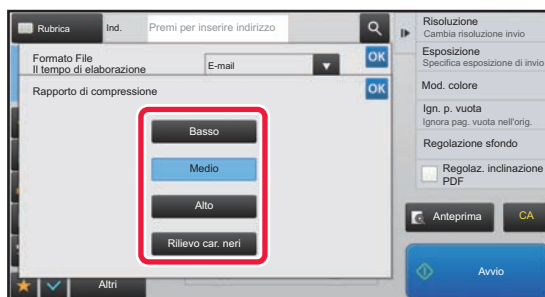 Rubrica
Ind.
Premi per inserire indirizzo
Formato File
Il tempo di elaborazione
E-mail
OK
Rapporto di compressione
OK
Basso
Medio
Alto
Rilievo car. neri
Altri
Risoluzione
Cambia risoluzione invio
Esposizione
Specifica esposizione di invio
Mod. colore
Ign. p. vuota
Ignora pag. vuota nell'orig.
Regolazione sfondo
Regolaz. inclinazione
PDF
Anteprima
CA
Avvio